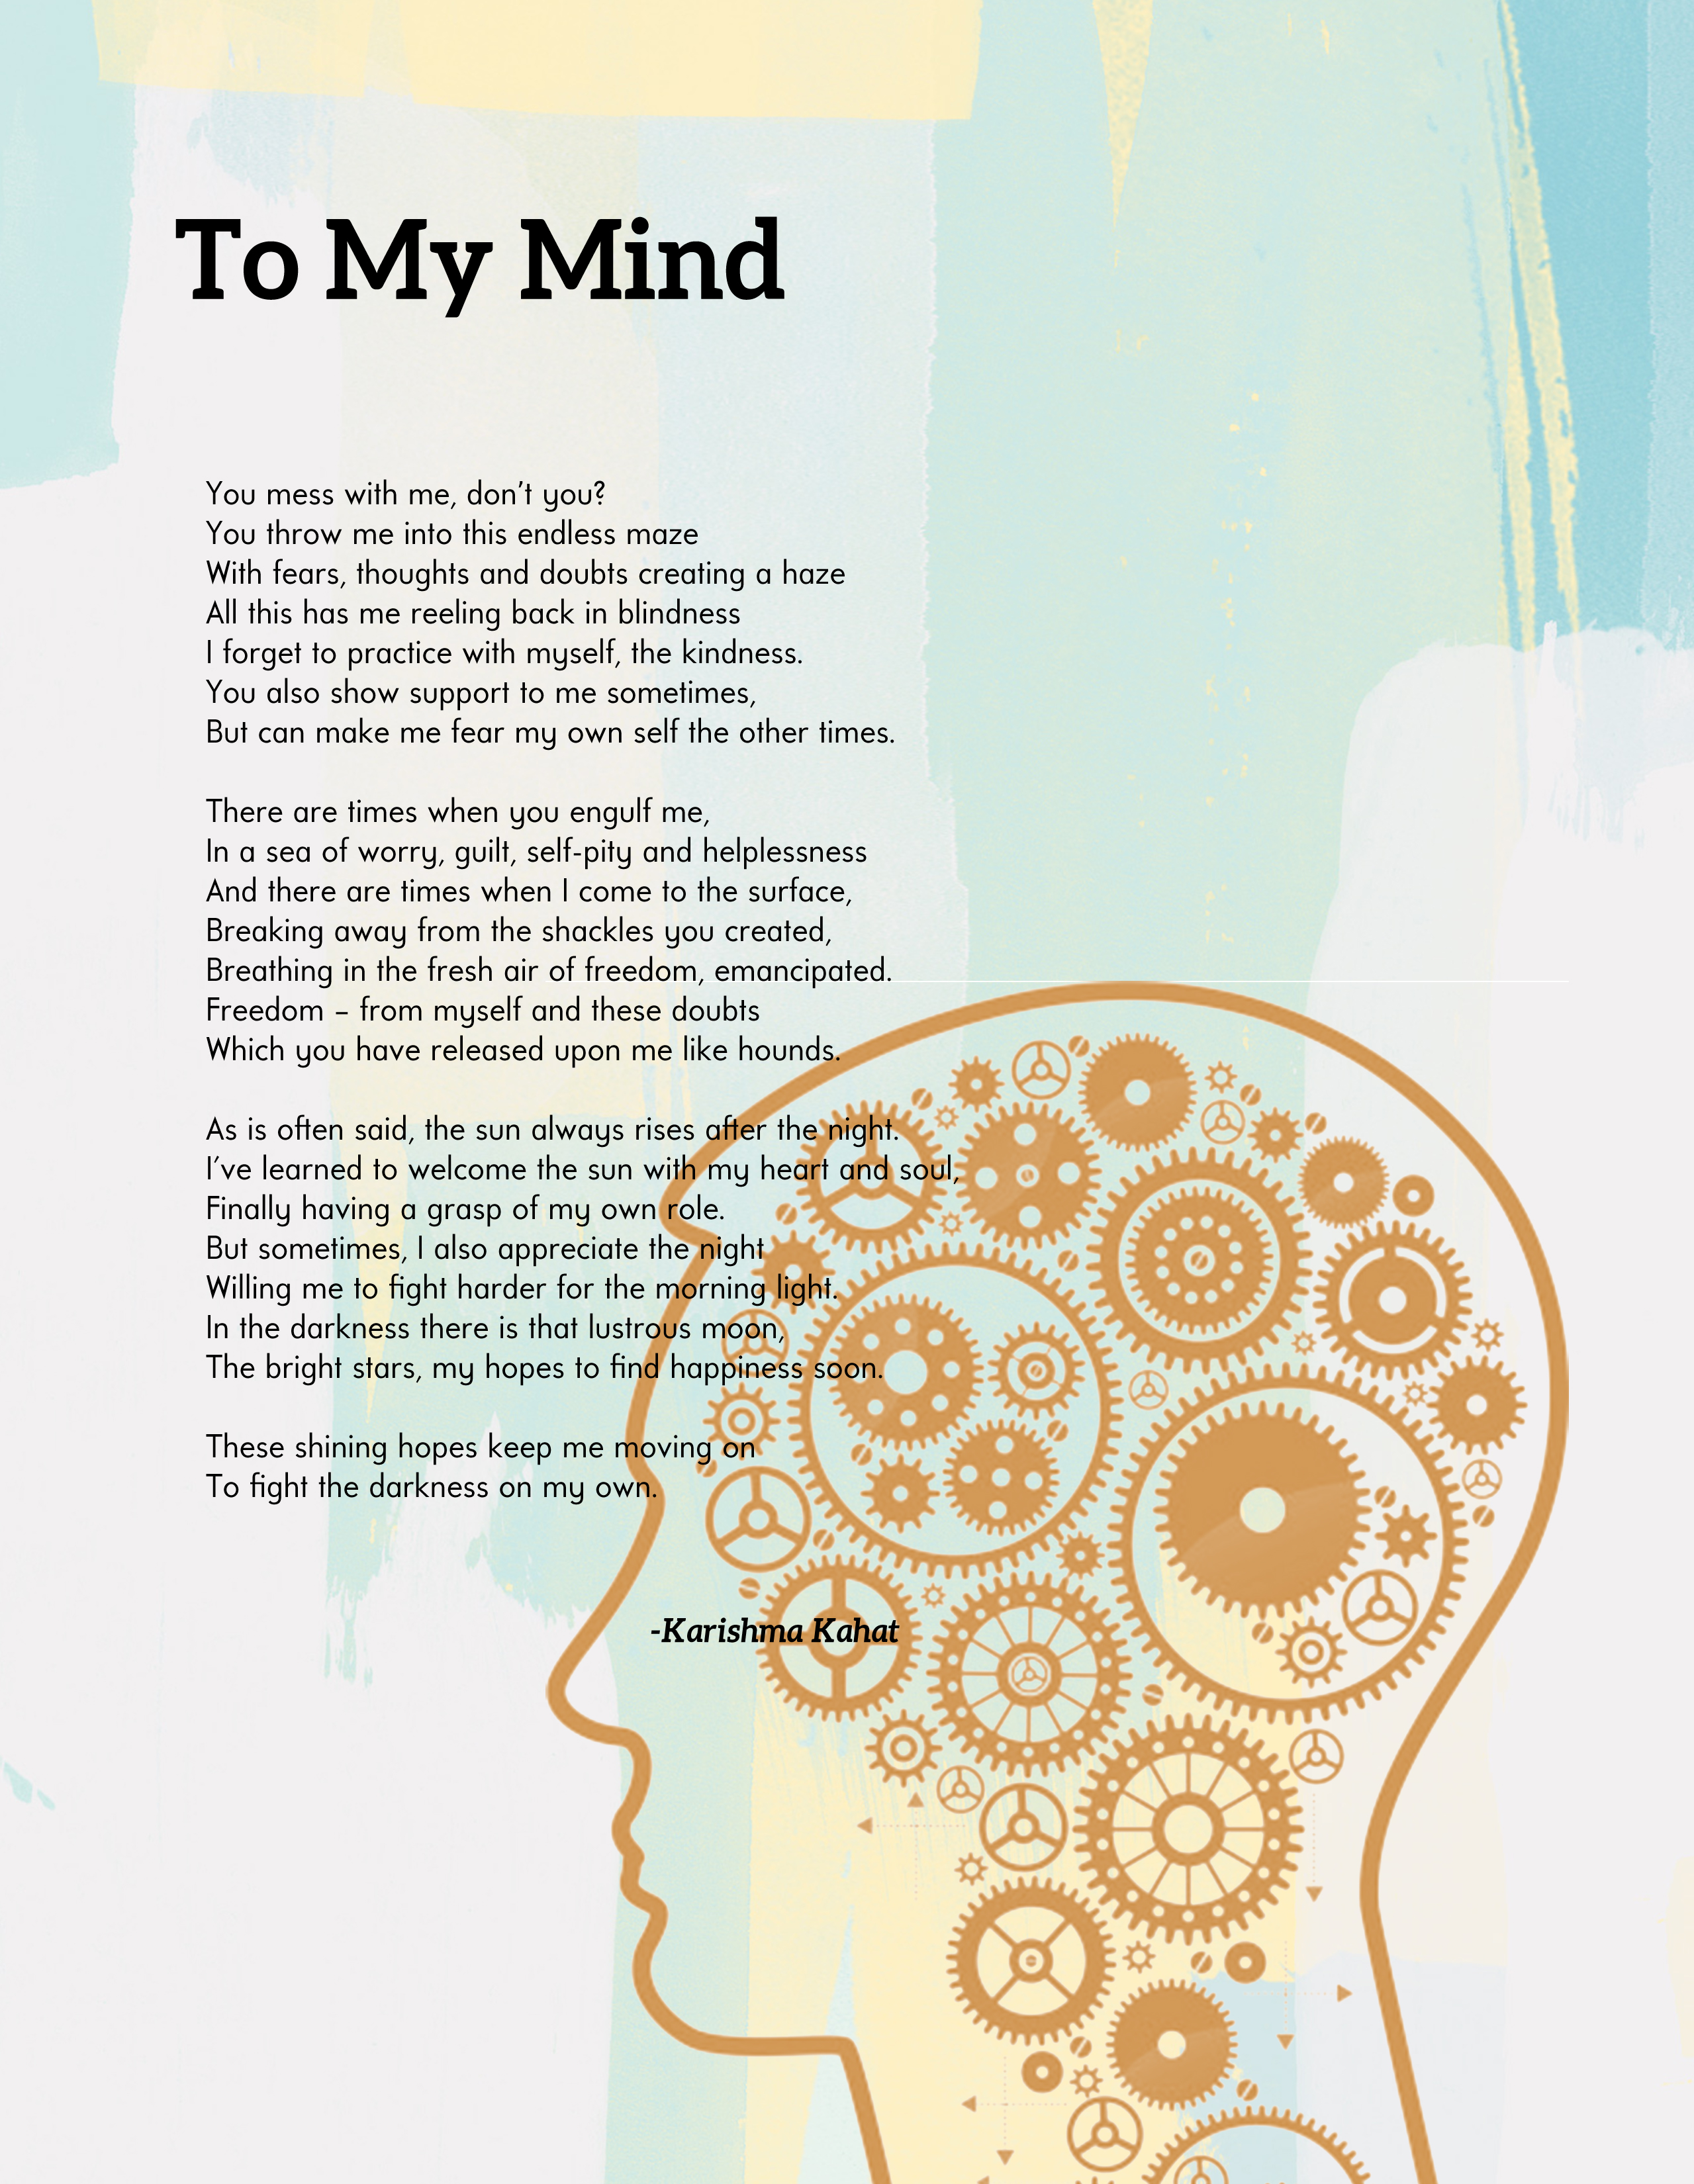 To My Mind
You mess with me, don’t you?
You throw me into this endless maze
With fears, thoughts and doubts creating a haze
All this has me reeling back in blindness
I forget to practice with myself, the kindness.
You also show support to me sometimes,
But can make me fear my own self the other times.
There are times when you engulf me,
In a sea of worry, guilt, self-pity and helplessness
And there are times when I come to the surface,
Breaking away from the shackles you created,
Breathing in the fresh air of freedom, emancipated.
Freedom – from myself and these doubts
Which you have released upon me like hounds.
As is often said, the sun always rises after the night.
I’ve learned to welcome the sun with my heart and soul,
Finally having a grasp of my own role.
But sometimes, I also appreciate the night
Willing me to fight harder for the morning light.
In the darkness there is that lustrous moon,
The bright stars, my hopes to find happiness soon.
These shining hopes keep me moving on
To fight the darkness on my own.
-Karishma Kahat